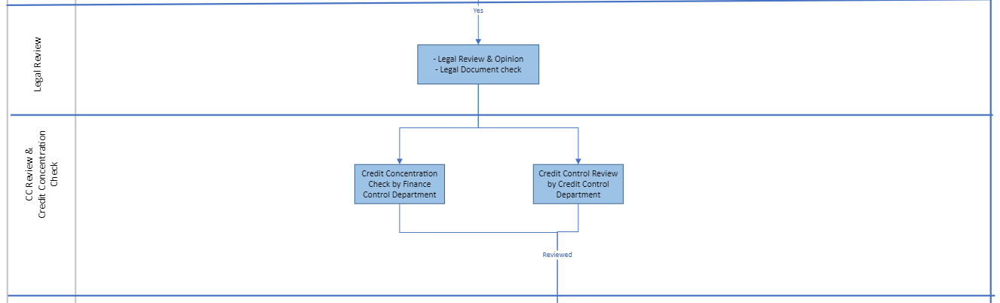 Yes
Legal Review
- Legal Review & Opinion
- Legal Document check
CC Review &
Credit Concentration
Check
Credit Concentration
Check by Finance
Control Department
Credit Control Review
by Credit Control
Department
Reviewed